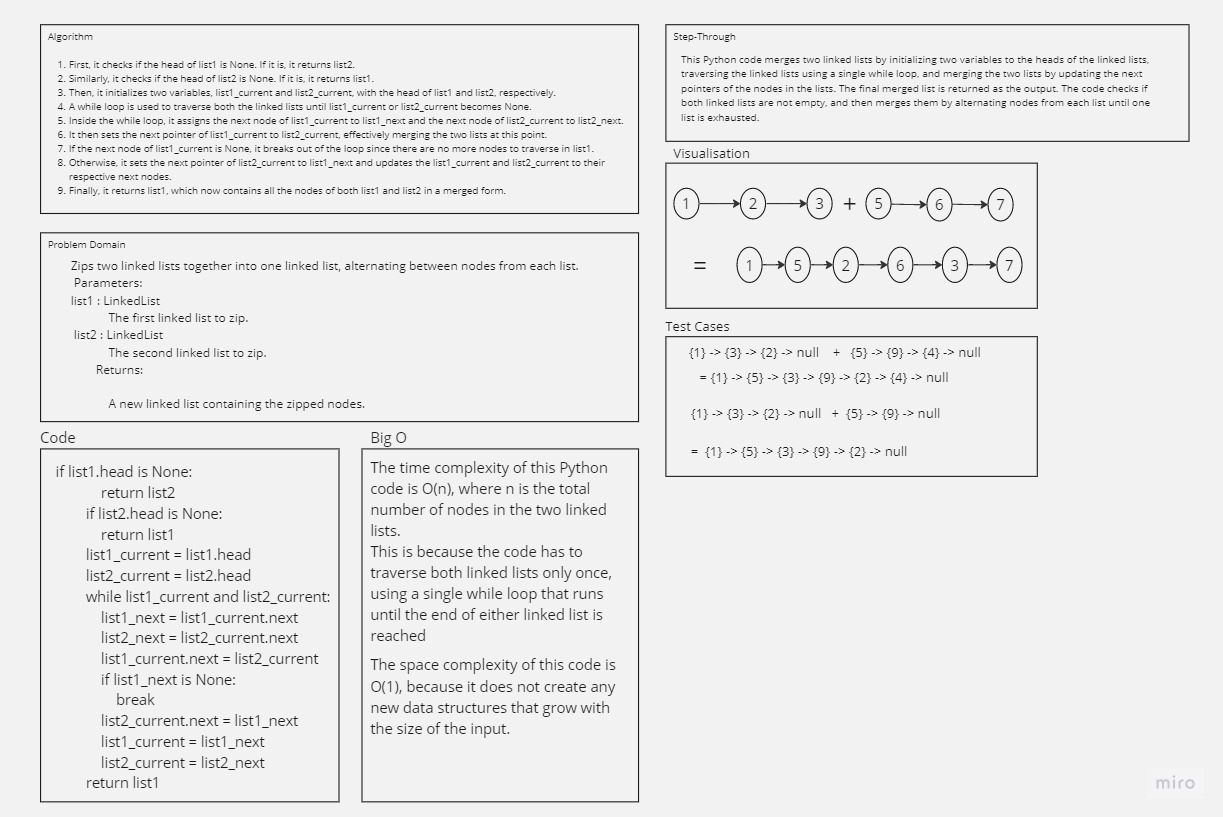 Algorithm
1. First, it checks if the head of list1 is None. If it is, it returns list2.
2. Similarly, it checks if the head of list2 is None. If it is, it returns list1.
3. Then, it initializes two variables, list1_current and list2_current, with the head of list1 and list2, respectively.
4. A while loop is used to traverse both the linked lists until list1_current or list2_current becomes None.
5. Inside the while loop, it assigns the next node of list1_current to list1_next and the next node of list2_current to list2_next.
6. It then sets the next pointer of list1_current to list2_current, effectively merging the two lists at this point.
7. If the next node of list1_current is None, it breaks out of the loop since there are no more nodes to traverse in list1.
8. Otherwise, it sets the next pointer of list2_current to list1_next and updates the list1_current and list2_current to their
respective next nodes.
9. Finally, it returns list1, which now contains all the nodes of both list1 and list2 in a merged form.
Problem Domain
Zips two linked lists together into one linked list, alternating between nodes from each list.
Parameters:
list1 : LinkedList
The first linked list to zip.
list2 : LinkedList
The second linked list to zip.
Returns:
A new linked list containing the zipped nodes.
Code
if list1.head is None:
return list2
if list2.head is None:
return list1
list1_current = list1.head
list2_current = list2.head
while list1_current and list2_current:
list1_next = list1_current.next
list2_next = list2_current.next
list1_current.next = list2_current
if list1_next is None:
break
list2_current.next = list1_next
list1_current = list1_next
list2_current = list2_next
return list1
Big O
The time complexity of this Python
code is O(n), where n is the total
number of nodes in the two linked
lists.
This is because the code has to
traverse both linked lists only once,
using a single while loop that runs
until the end of either linked list is
reached
The space complexity of this code is
O(1), because it does not create any
new data structures that grow with
the size of the input.
Step-Through
This Python code merges two linked lists by initializing two variables to the heads of the linked lists,
traversing the linked lists using a single while loop, and merging the two lists by updating the next
pointers of the nodes in the lists. The final merged list is returned as the output. The code checks if
both linked lists are not empty, and then merges them by alternating nodes from each list until one
list is exhausted.
Visualisation
1 2 3 + 5 6 7
= 1 5 2 6 3 7
Test Cases
{1} -> {3} -> {2} -> null + {5} -> {9} -> {4} -> null
= {1} -> {5} -> {3} -> {9} -> {2} -> {4} -> null
{1} -> {3} -> {2} -> null + {5} -> {9} -> null
= {1} -> {5} -> {3} -> {9} -> {2} -> null
miro